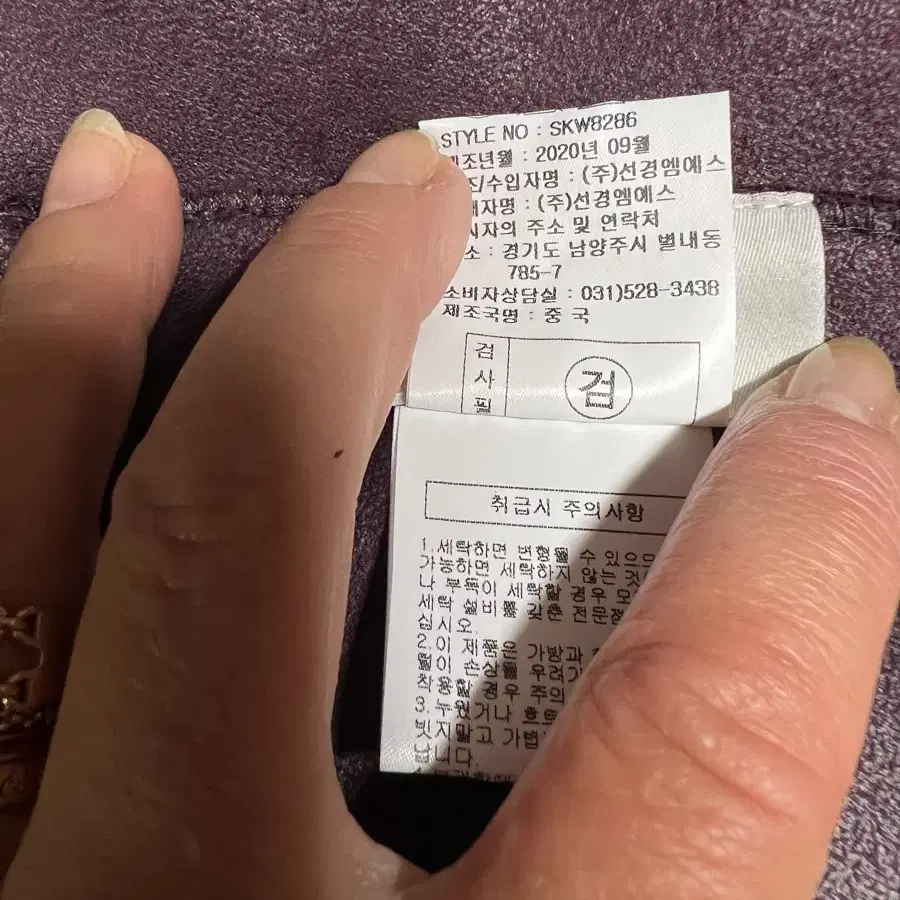 STYLE NO : SKW8286
제조년월 : 2020년 09월
/수입자명 : (주)선경엠에스
자명 : (주)선경엠에스
자의 주소 및 연락처
소 : 경기도 남양주시 별내동
785-7
소비자상담실 : 031)528-3438
제조국명 : 중국
검
사
필
검
취급시 주의사항
1.세탁하면 변형될 수 있으므
가능하면 세탁하지 않는 것
나 부득이 세탁할 경우
세탁 설비를 갖춘 전문점
십시오.
2.이 제품은 가방과
털이 손상될 우려가
착용할 경우 주의
3.누웠거나 흐트
빗지말고 가볍
납니다.